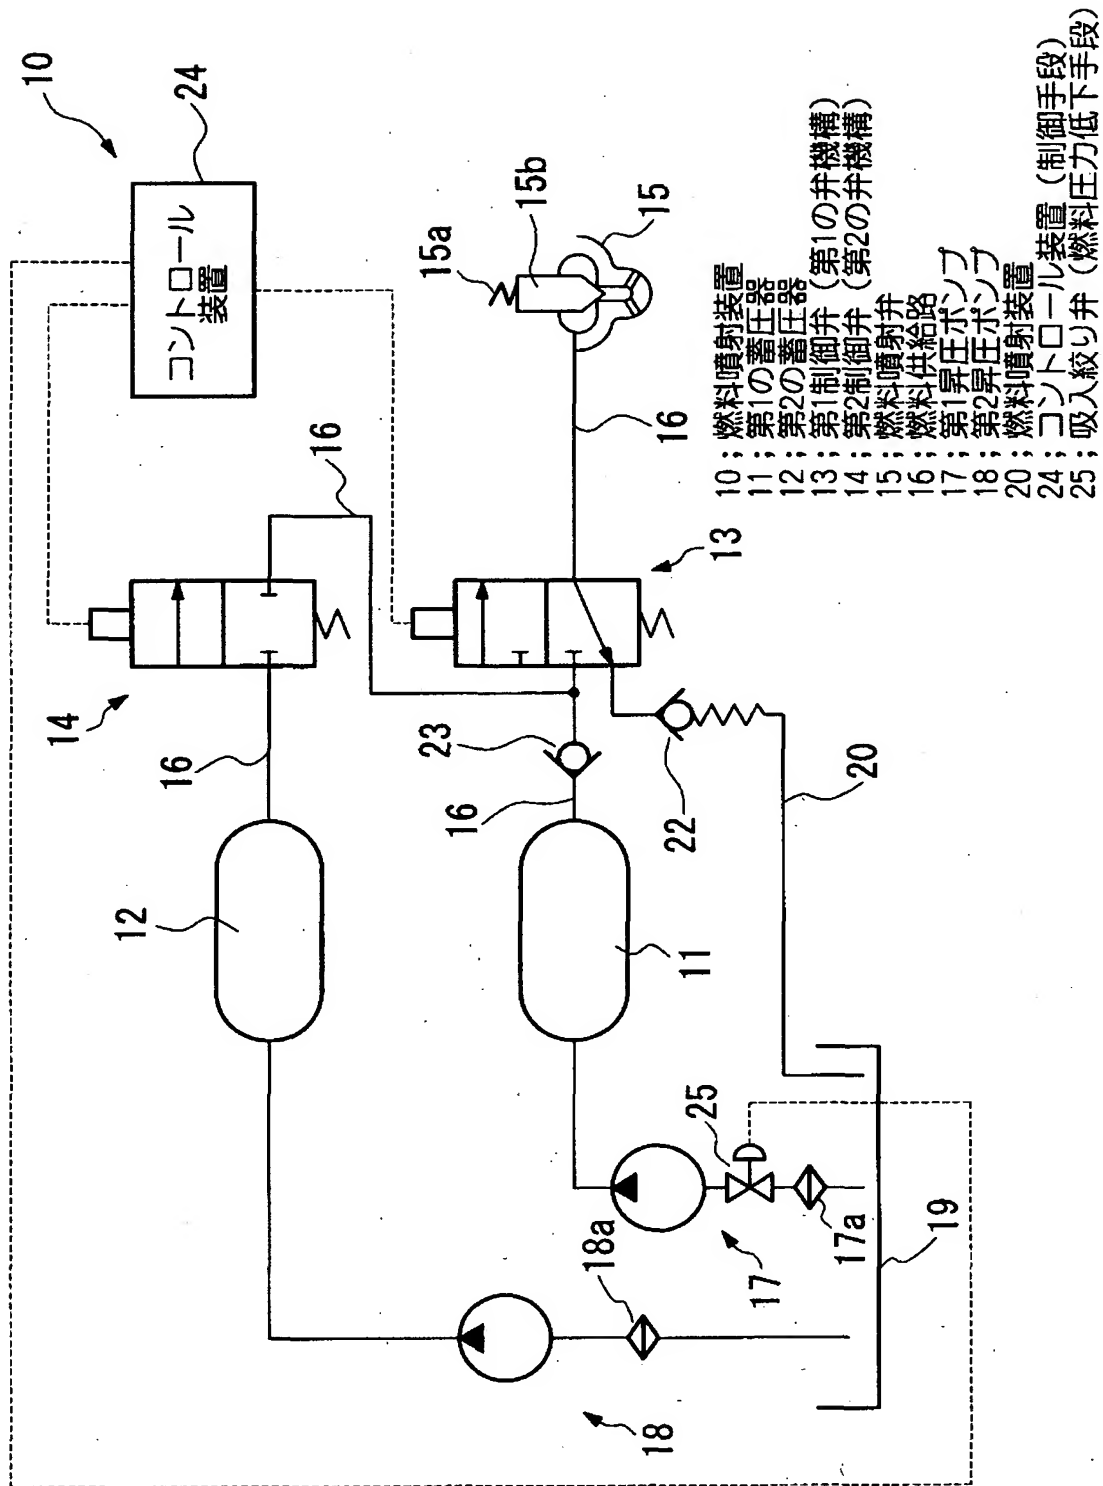 10
24
コントロール
装置
15a
15b
15
16
16
13
14
16
23
16
22
20
12
11
25
18a
17
17a
19
18
10；燃料噴射装置
11；第1の蓄圧器
12；第2の蓄圧器
13；第1制御弁（第1の弁機構）
14；第2制御弁（第2の弁機構）
15；燃料噴射弁
16；燃料供給路
17；第1昇圧ポンプ
18；第2昇圧ポンプ
20；燃料噴射装置
24；コントロール装置（制御手段）
25；吸入絞り弁（燃料圧力低下手段）